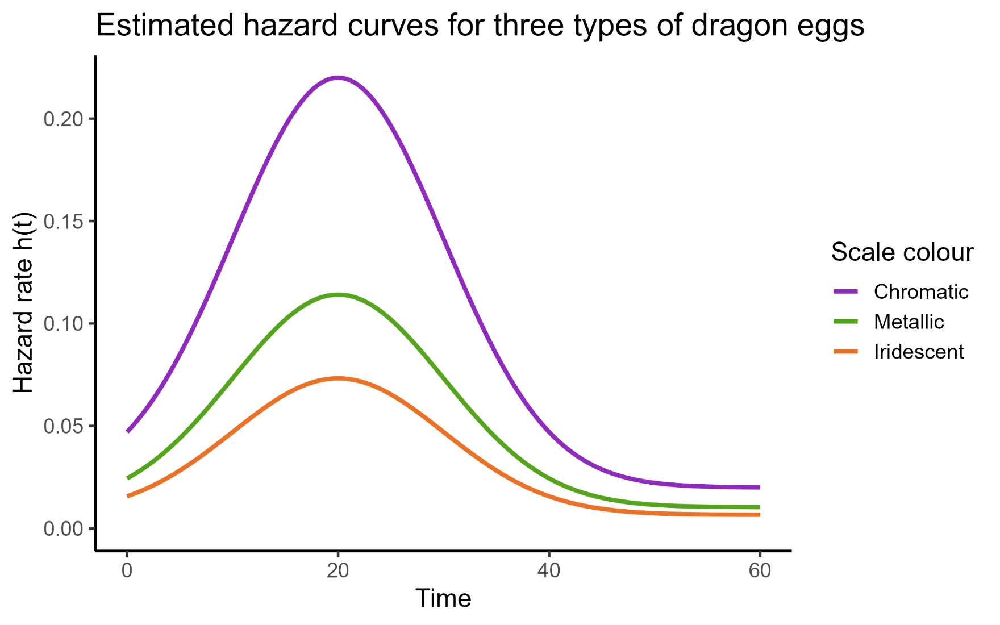 Estimated hazard curves for three types of dragon eggs
Hazard rate h(t)
0.20
0.15
0.10
0.05
0.00
0
20
40
60
Time
Scale colour
Chromatic
Metallic
Iridescent